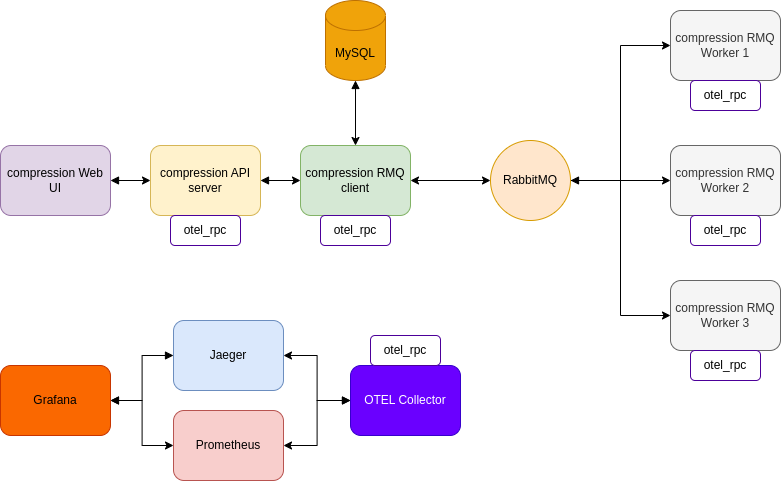 MySQL
compression RMQ
Worker 1
otel_rpc
compression Web
UI
compression API
server
otel_rpc
compression RMQ
client
otel_rpc
RabbitMQ
compression RMQ
Worker 2
otel_rpc
compression RMQ
Worker 3
otel_rpc
Grafana
Jaeger
Prometheus
otel_rpc
OTEL Collector